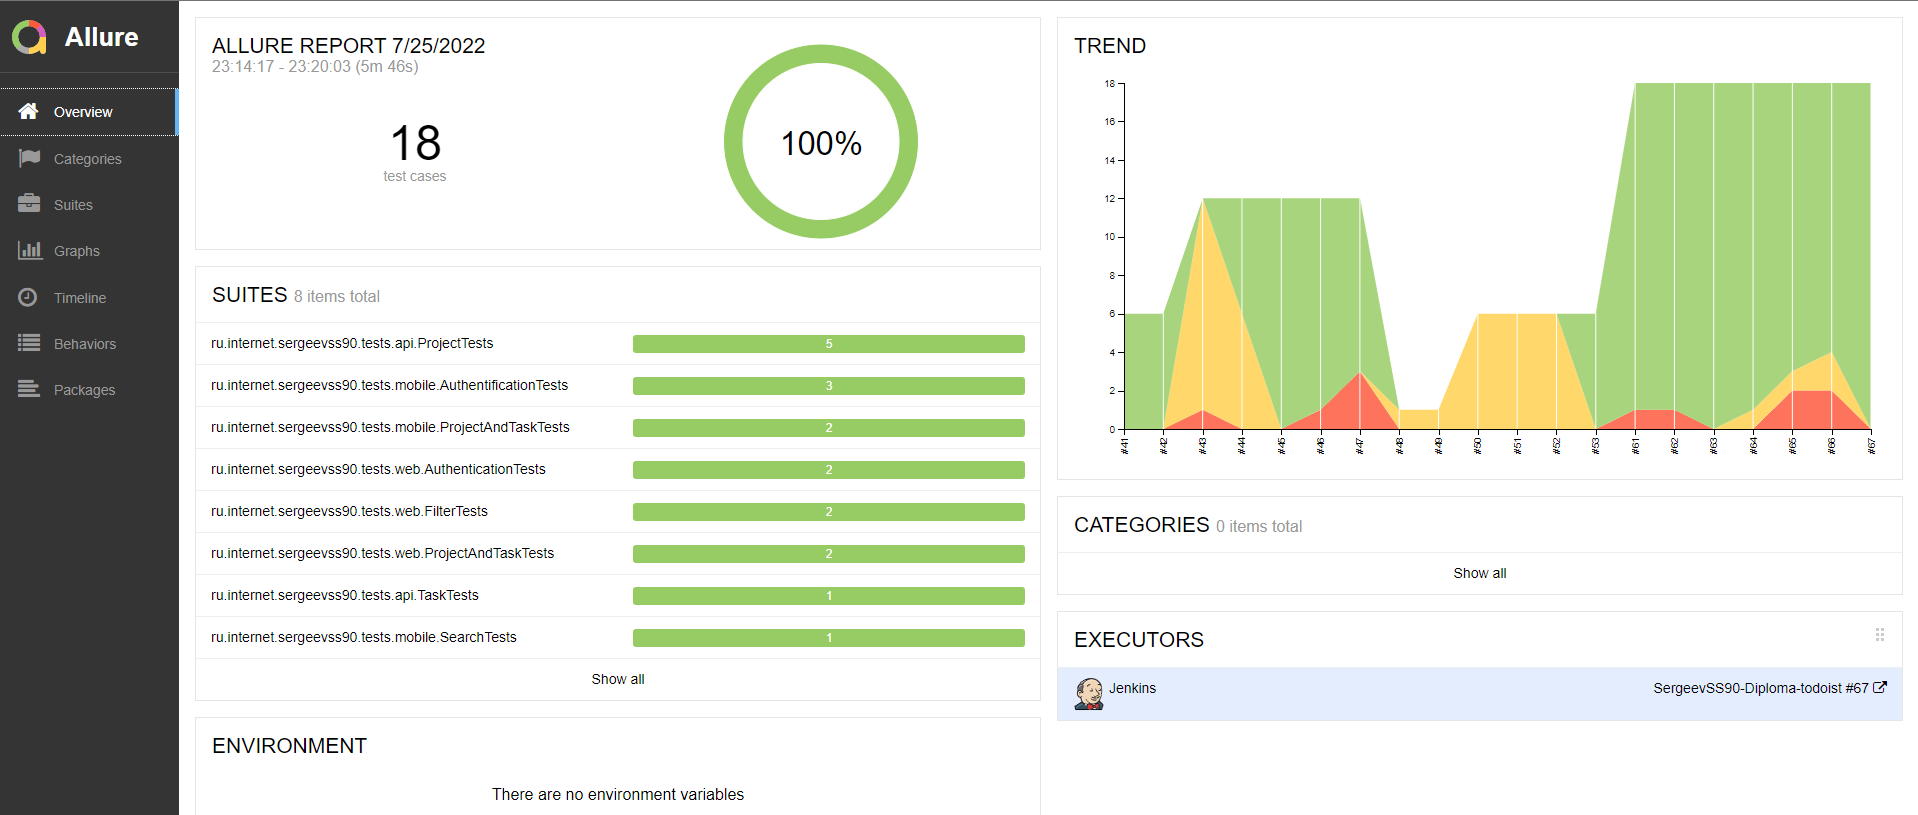 Allure
Overview
Categories
Suites
Graphs
Timeline
Behaviors
Packages
ALLURE REPORT 7/25/2022
23:14:17 - 23:20:03 (5m 46s)
18
test cases
100%
SUITES 8 items total
ru.internet.sergeevss90.tests.api.ProjectTests 5
ru.internet.sergeevss90.tests.mobile.AuthentificationTests 3
ru.internet.sergeevss90.tests.mobile.ProjectAndTaskTests 2
ru.internet.sergeevss90.tests.web.AuthenticationTests 2
ru.internet.sergeevss90.tests.web.FilterTests 2
ru.internet.sergeevss90.tests.web.ProjectAndTaskTests 2
ru.internet.sergeevss90.tests.api.TaskTests 1
ru.internet.sergeevss90.tests.mobile.SearchTests 1
Show all
ENVIRONMENT
There are no environment variables
TREND
18
16
14
12
10
8
6
4
2
0
#41 #42 #43 #44 #45 #46 #47 #48 #49 #50 #51 #52 #53 #61 #62 #63 #64 #65 #66 #67
CATEGORIES 0 items total
Show all
EXECUTORS
Jenkins SergeevSS90-Diploma-todoist #67